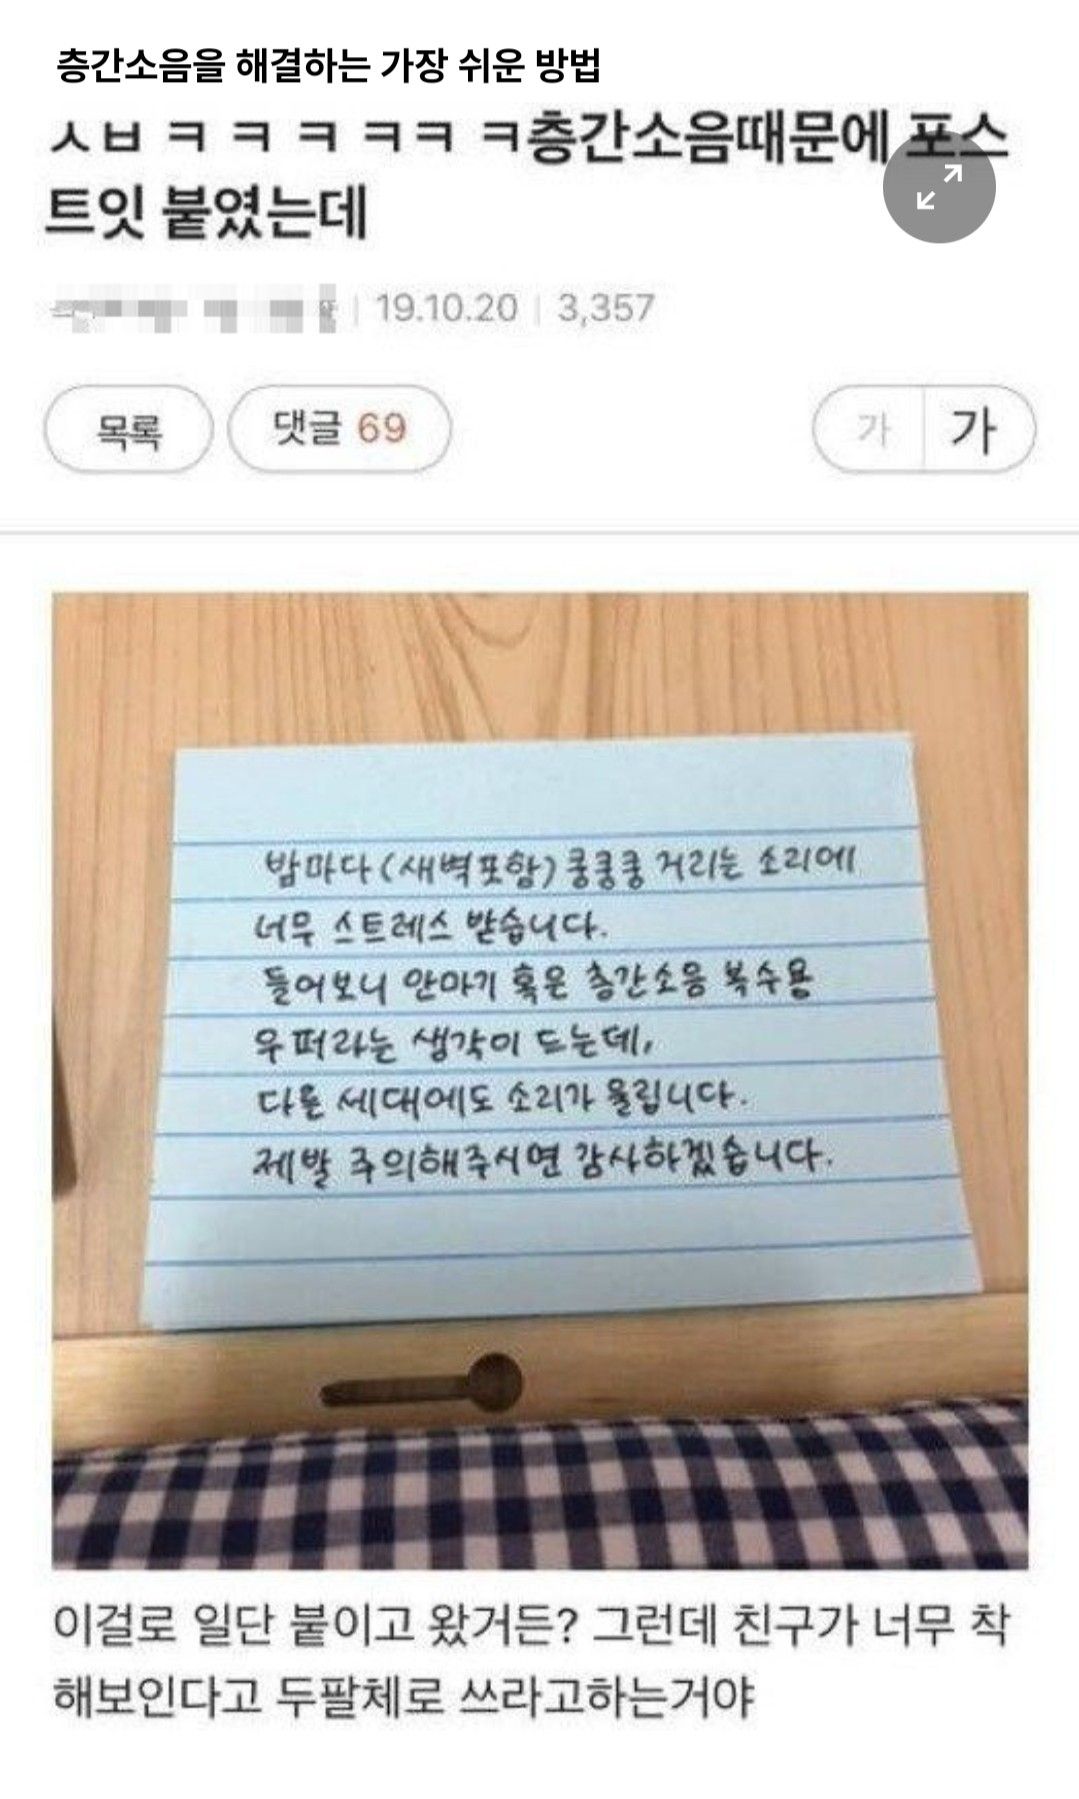 층간소음을 해결하는 가장 쉬운 방법
ㅅㅂ ㅋ ㅋ ㅋ ㅋㅋ ㅋ층간소음때문에 포스
트잇 붙였는데
19.10.20 3,357
목록 댓글 69 가 가
밤마다(새벽포함) 쿵쿵쿵 거리는 소리에
너무 스트레스 받습니다.
들어보니 안마기 혹은 층간소음 복수용
우퍼라는 생각이 드는데,
다른 세대에도 소리가 울립니다.
제발 주의해주시면 감사하겠습니다.
이걸로 일단 붙이고 왔거든? 그런데 친구가 너무 착
해보인다고 두팔체로 쓰라고하는거야